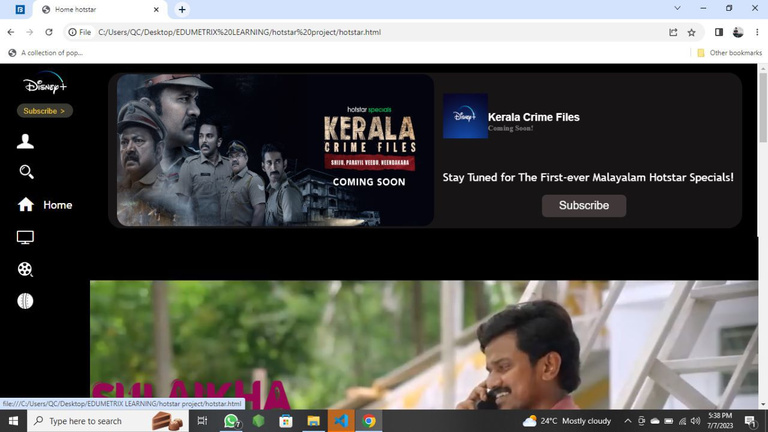 Home hotstar
File
C:/Users/QC/Desktop/EDUMETRIX%20LEARNING/hotstar%20project/hotstar.html
A collection of pop...
Other bookmarks
Disney+
Subscribe >
Home
hotstar specials
KERALA
CRIME FILES
SHIJU, PARAYIL VEEDU, NEENDAKARA
COMING SOON
Disney+
Kerala Crime Files
Coming Soon!
Stay Tuned for The First-ever Malayalam Hotstar Specials!
Subscribe
SULAIKHA
file:///C:/Users/QC/Desktop/EDUMETRIX LEARNING/hotstar project/hotstar.html
Type here to search
24°C Mostly cloudy
5:38 PM
7/7/2023